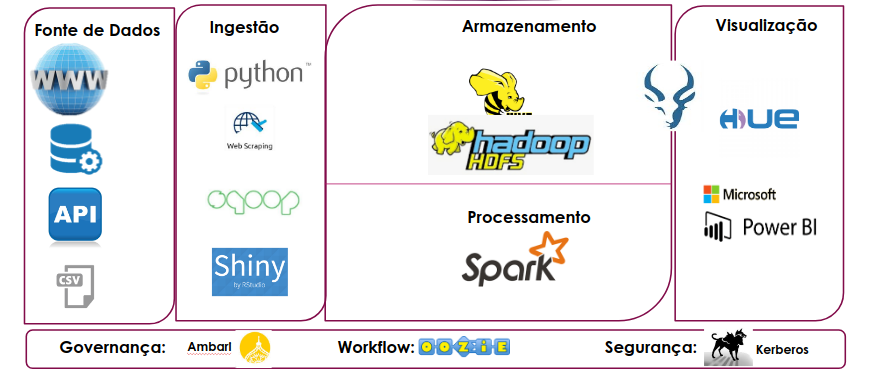 Fonte de Dados
WWW
API
CSV
Ingestão
python™
Web Scraping
sqoop
Shiny
by RStudio
Armazenamento
hadoop
HDFS
Processamento
Spark
Visualização
HUE
Microsoft
Power BI
Governança: Ambari
Workflow: OOZIE
Segurança: Kerberos